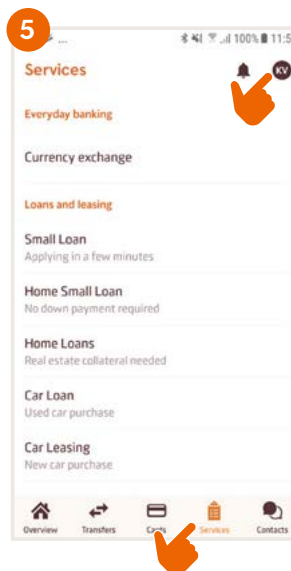 5
... 100% 11:5
Services
KV
Everyday banking
Currency exchange
Loans and leasing
Small Loan
Applying in a few minutes
Home Small Loan
No down payment required
Home Loans
Real estate collateral needed
Car Loan
Used car purchase
Car Leasing
New car purchase
Overview Transfers Cards Services Contacts